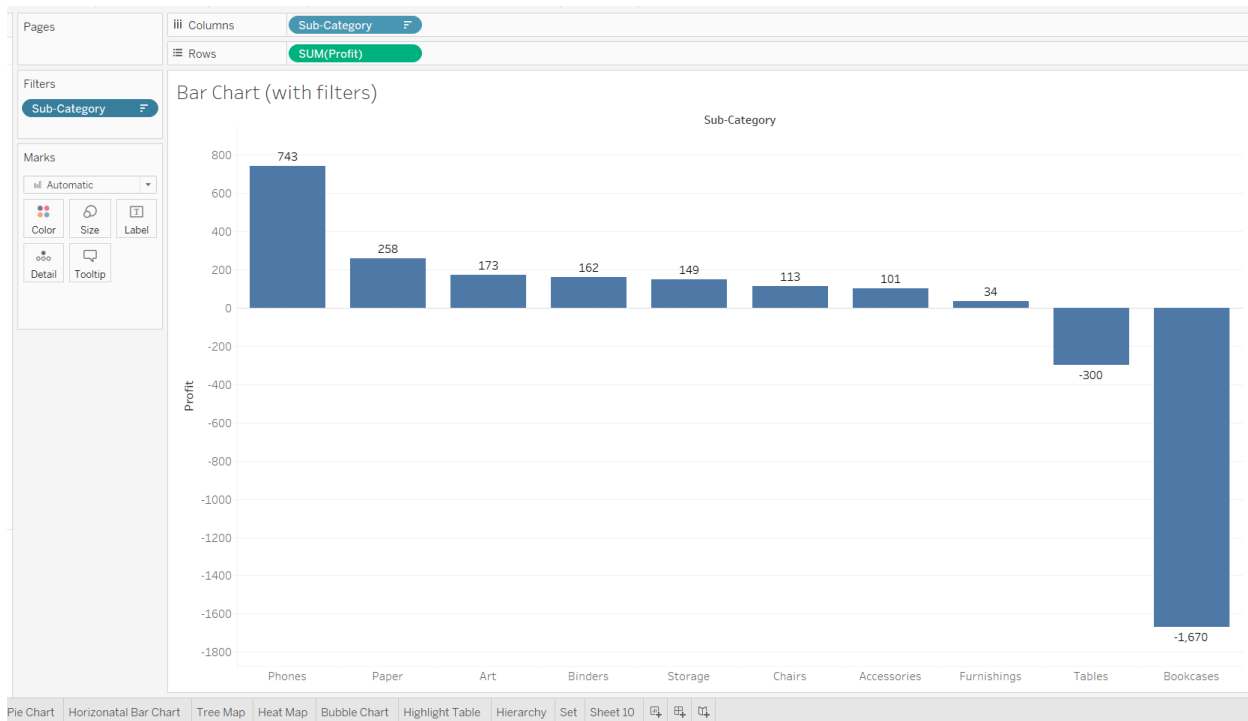 Pages
Columns
Sub-Category
Rows
SUM(Profit)
Filters
Sub-Category
Marks
Automatic
Color Size Label
Detail Tooltip
Bar Chart (with filters)
Sub-Category
Profit
800
600
400
200
0
-200
-400
-600
-800
-1000
-1200
-1400
-1600
-1800
743
258
173
162
149
113
101
34
-300
-1,670
Phones Paper Art Binders Storage Chairs Accessories Furnishings Tables Bookcases
Pie Chart Horizonatal Bar Chart Tree Map Heat Map Bubble Chart Highlight Table Hierarchy Set Sheet 10